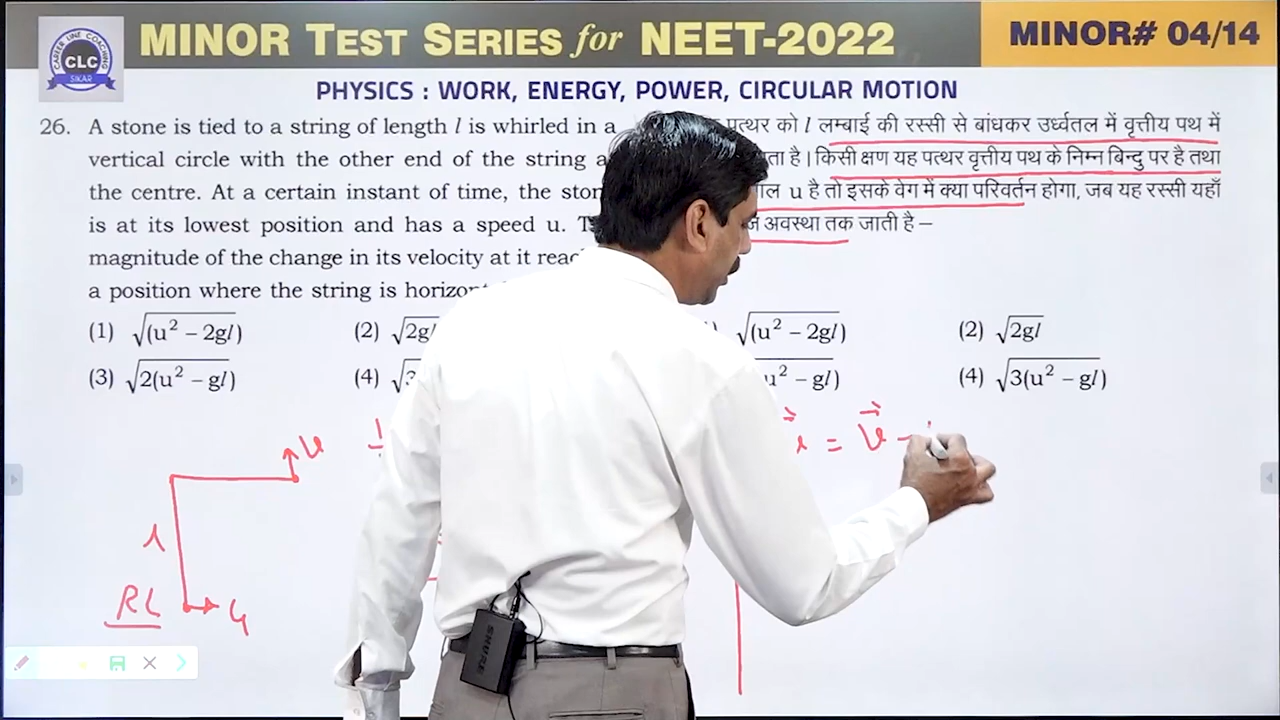 CAREER LINE COACHING
CLC
SIKAR
MINOR TEST SERIES for NEET-2022
MINOR# 04/14
PHYSICS : WORK, ENERGY, POWER, CIRCULAR MOTION
26. A stone is tied to a string of length l is whirled in a
vertical circle with the other end of the string
the centre. At a certain instant of time, the
is at its lowest position and has a speed u.
magnitude of the change in its velocity at it
a position where the string is
(1) √(u² – 2gl)
(2) √2gl
(3) √2(u² – gl)
(4)
पत्थर को l लम्बाई की रस्सी से बांधकर उर्ध्वतल में वृत्तीय पथ में
है। किसी क्षण यह पत्थर वृत्तीय पथ के निम्न बिन्दु पर है तथा
u है तो इसके वेग में क्या परिवर्तन होगा, जब यह रस्सी यहाँ
अवस्था तक जाती है –
√(u² – 2gl)
(2) √2gl
u² – gl)
(4) √3(u² – gl)
v
l
RL
u
= v⃗ –
SHURE